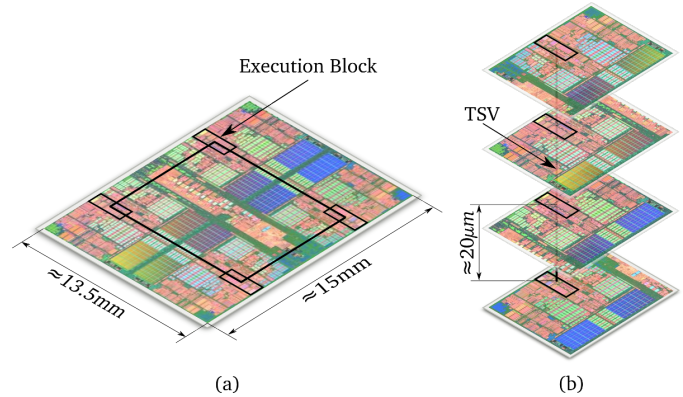 Execution Block
TSV
≈20μm
≈13.5mm
≈15mm
(a)
(b)